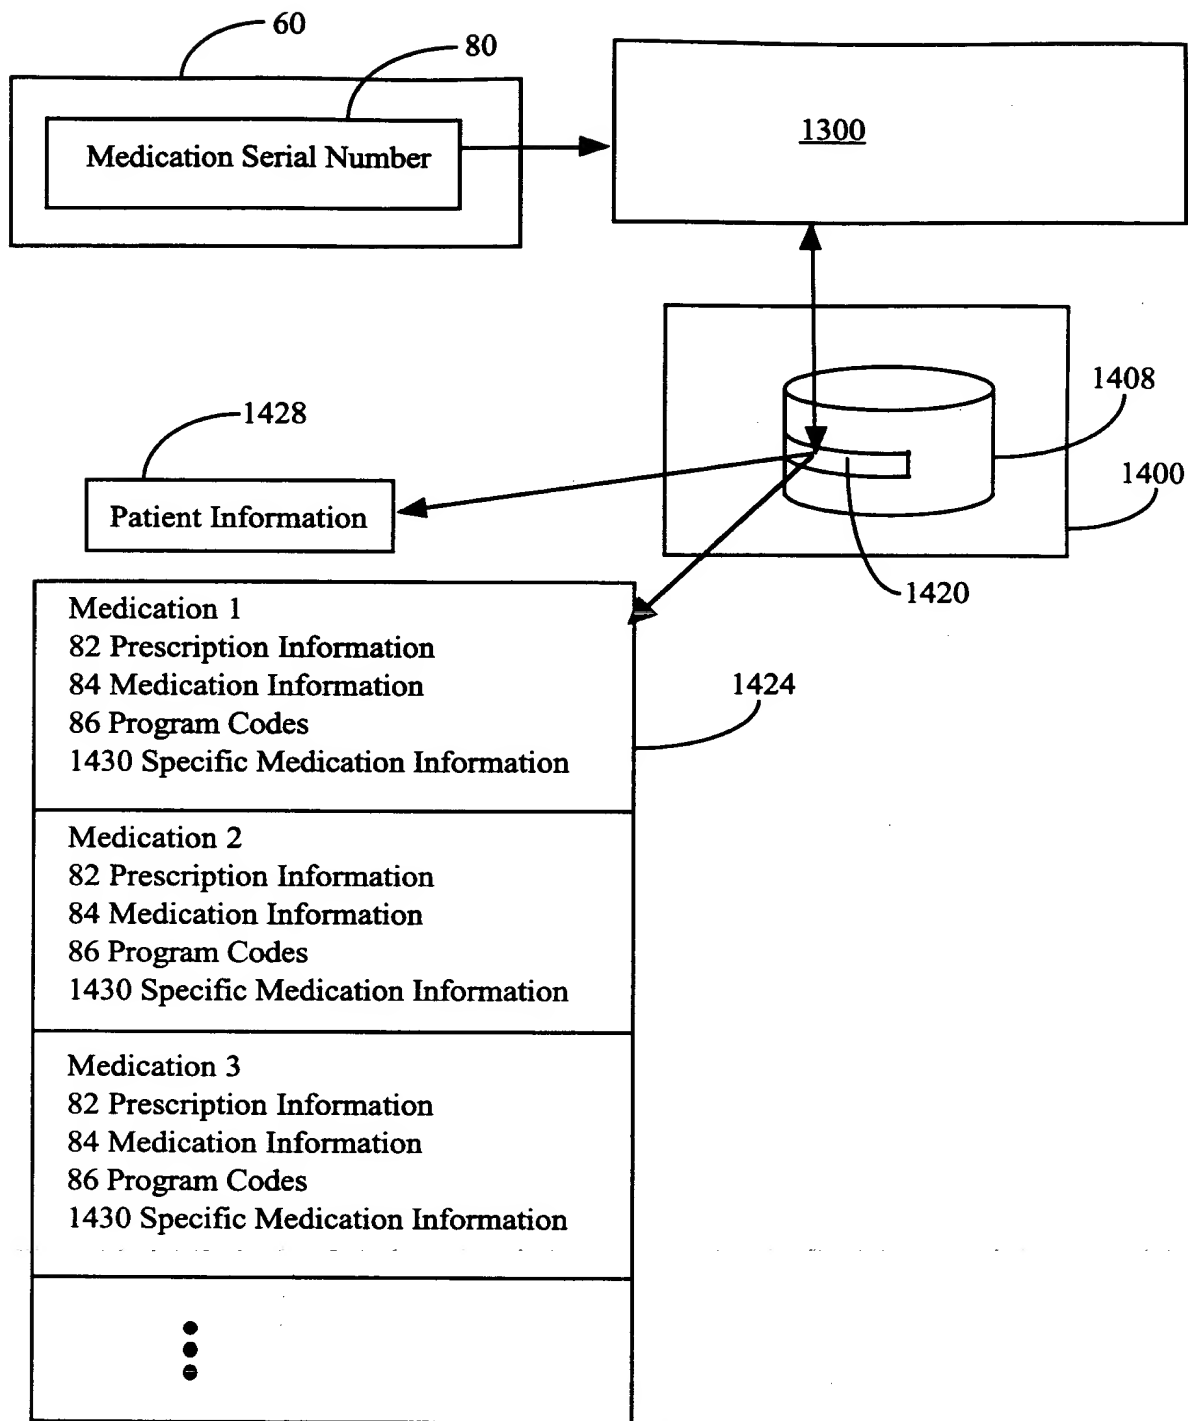 60
80
Medication Serial Number
1300
1408
1400
1428
Patient Information
1420
Medication 1
82 Prescription Information
84 Medication Information
86 Program Codes
1430 Specific Medication Information
1424
Medication 2
82 Prescription Information
84 Medication Information
86 Program Codes
1430 Specific Medication Information
Medication 3
82 Prescription Information
84 Medication Information
86 Program Codes
1430 Specific Medication Information